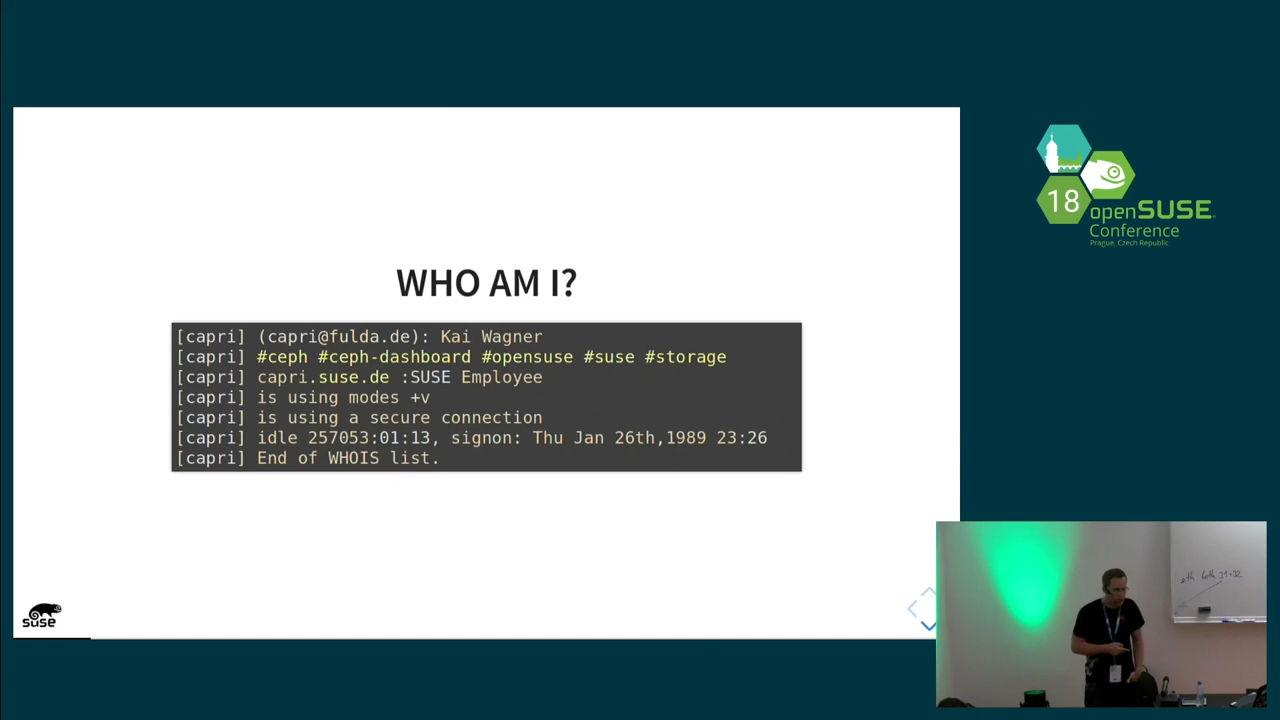 WHO AM I?
[capri] (capri@fulda.de): Kai Wagner
[capri] #ceph #ceph-dashboard #opensuse #suse #storage
[capri] capri.suse.de :SUSE Employee
[capri] is using modes +v
[capri] is using a secure connection
[capri] idle 257053:01:13, signon: Thu Jan 26th,1989 23:26
[capri] End of WHOIS list.
SUSE
18
openSUSE
Conference
Prague, Czech Republic